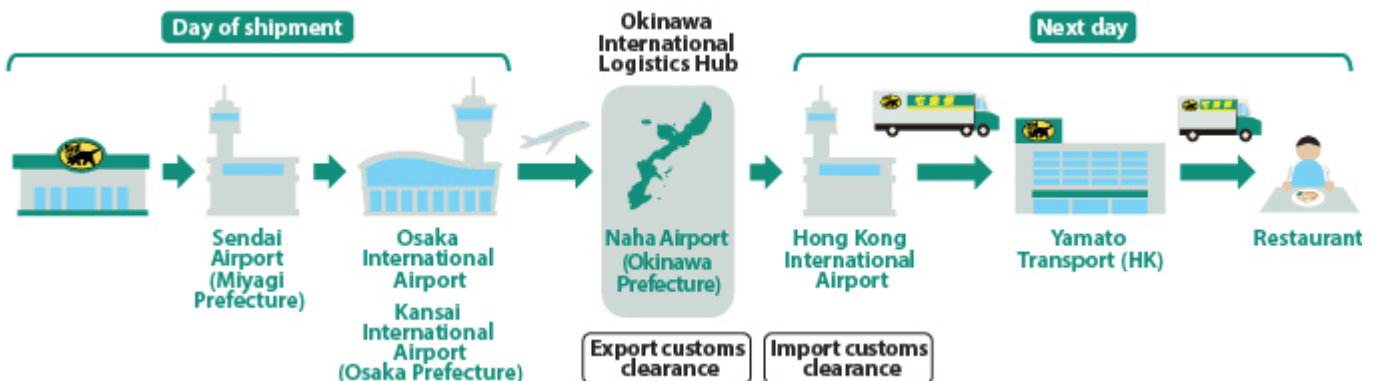 Day of shipment
Okinawa
International
Logistics Hub
Next day
Sendai
Airport
(Miyagi
Prefecture)
Osaka
International
Airport
Kansai
International
Airport
(Osaka Prefecture)
Naha Airport
(Okinawa
Prefecture)
Export customs
clearance
Hong Kong
International
Airport
Import customs
clearance
Yamato
Transport (HK)
Restaurant